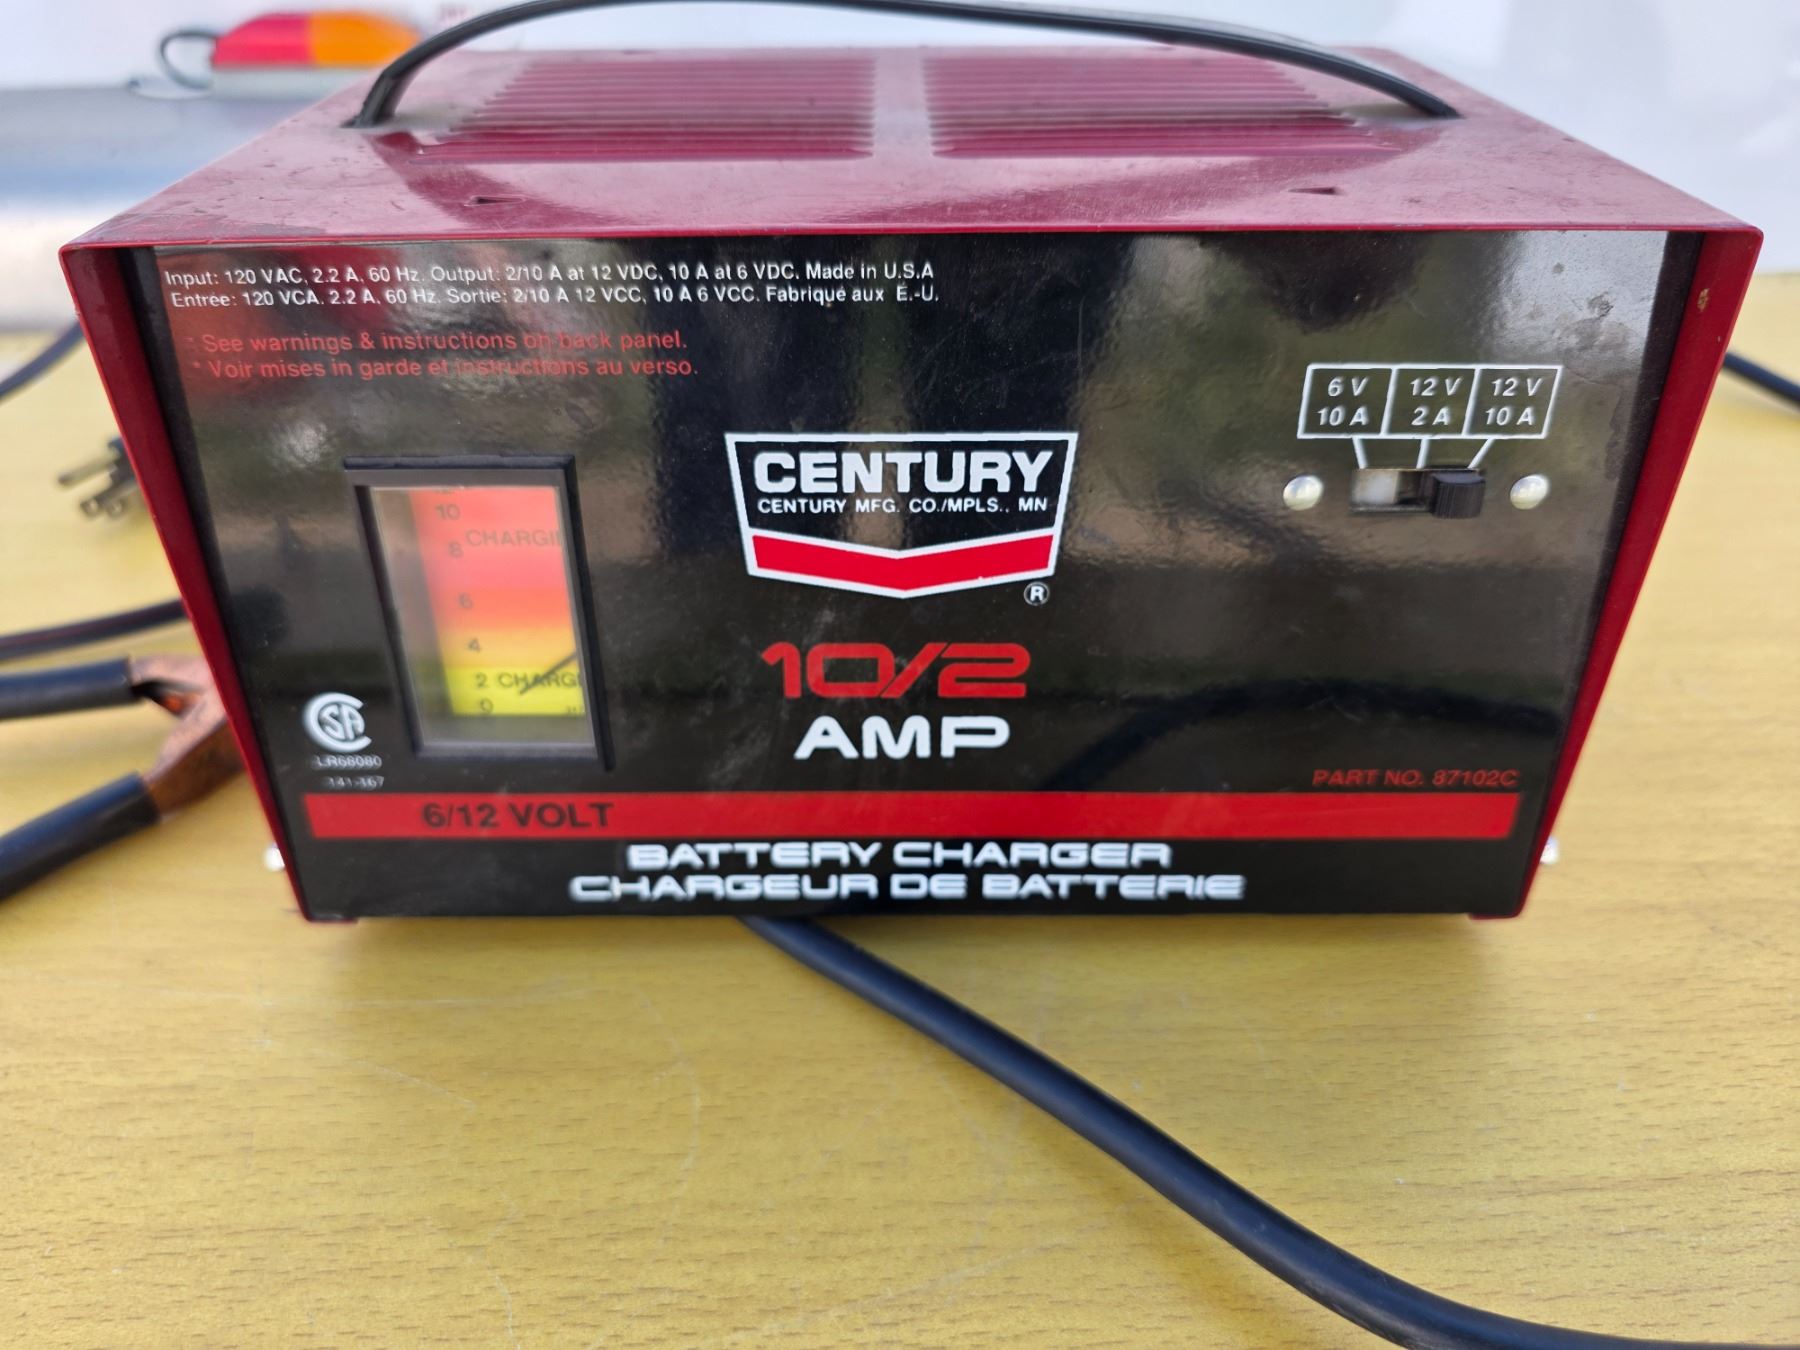 Input: 120 VAC, 2.2 A, 60 Hz. Output: 2/10 A at 12 VDC, 10 A at 6 VDC. Made in U.S.A
Entrée: 120 VCA. 2.2 A. 60 Hz. Sortie: 2/10 A 12 VCC, 10 A 6 VCC. Fabriqué aux E.-U.
* See warnings & instructions on back panel.
* Voir mises in garde et instructions au verso.
6 V 12 V 12 V
10 A 2 A 10 A
CENTURY
CENTURY MFG. CO./MPLS., MN
®
10
CHARGI
8
6
4
2 CHARG
0
10/2
AMP
LR68980
PART NO. 87102C
6/12 VOLT
BATTERY CHARGER
CHARGEUR DE BATTERIE